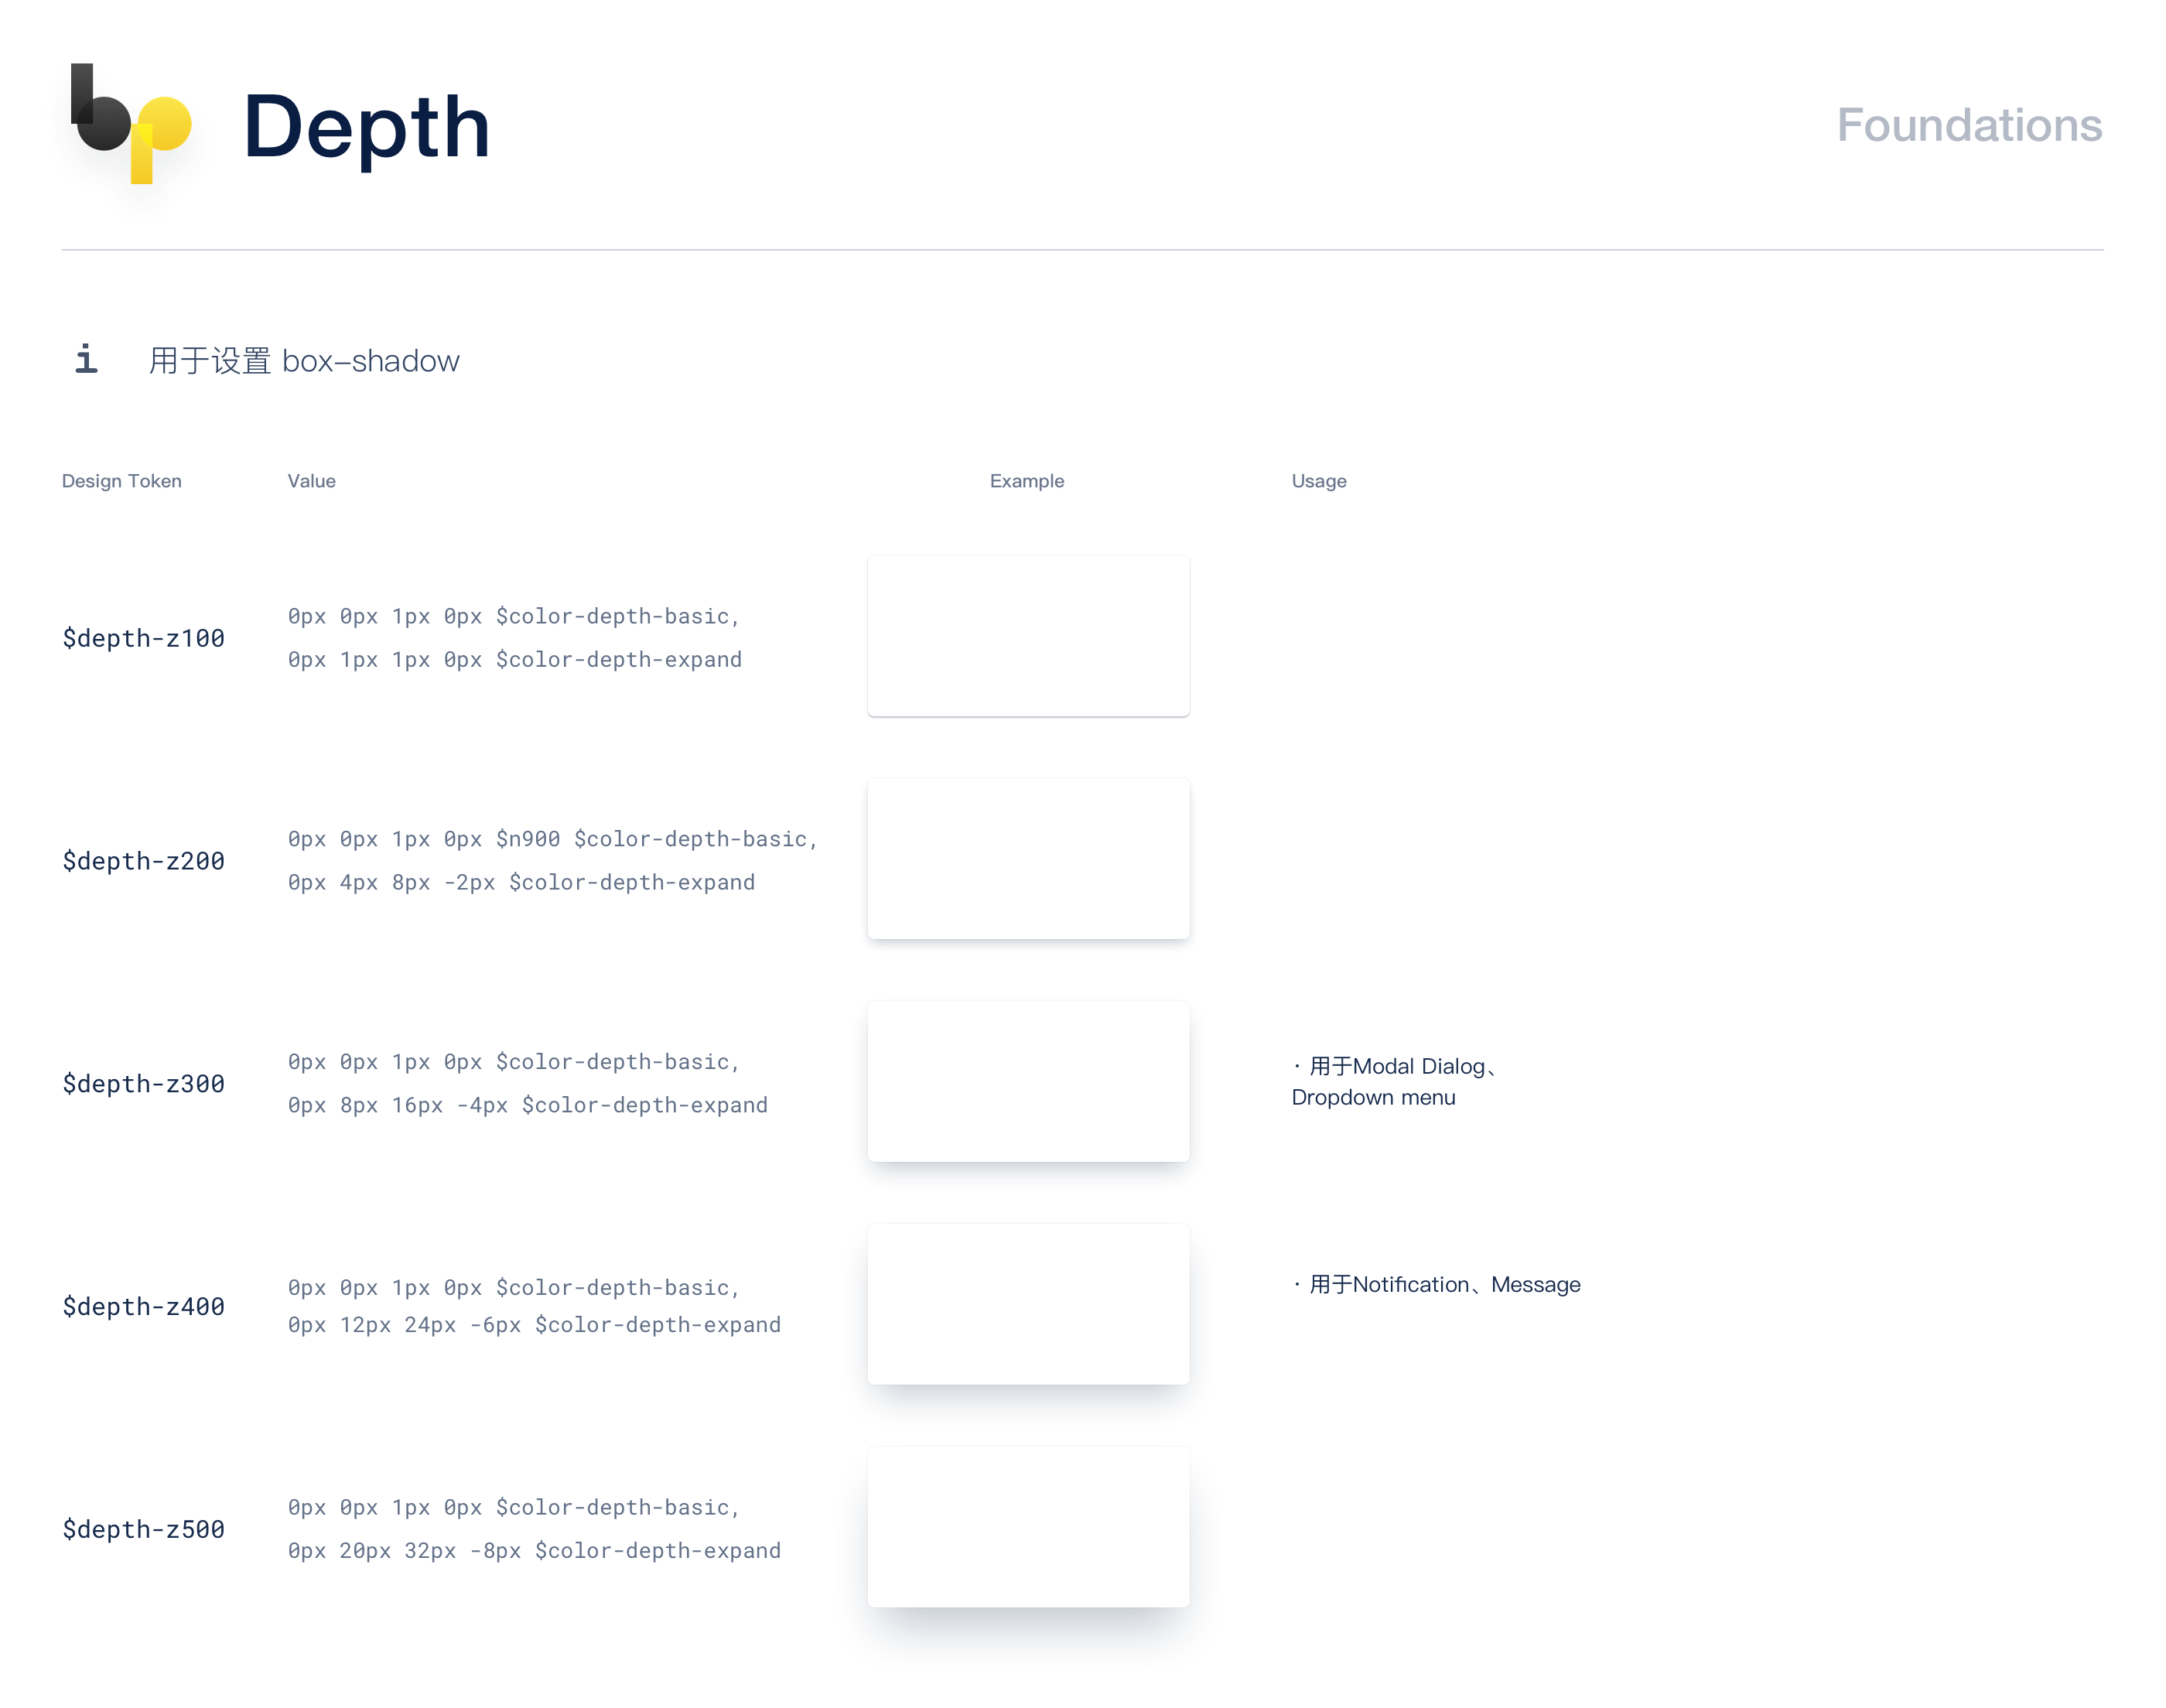 bp
Depth
Foundations
i
用于设置 box-shadow
Design Token
Value
Example
Usage
$depth-z100
0px 0px 1px 0px $color-depth-basic,
0px 1px 1px 0px $color-depth-expand
$depth-z200
0px 0px 1px 0px $n900 $color-depth-basic,
0px 4px 8px -2px $color-depth-expand
$depth-z300
0px 0px 1px 0px $color-depth-basic,
0px 8px 16px -4px $color-depth-expand
· 用于Modal Dialog、
Dropdown menu
$depth-z400
0px 0px 1px 0px $color-depth-basic,
0px 12px 24px -6px $color-depth-expand
· 用于Notification、Message
$depth-z500
0px 0px 1px 0px $color-depth-basic,
0px 20px 32px -8px $color-depth-expand